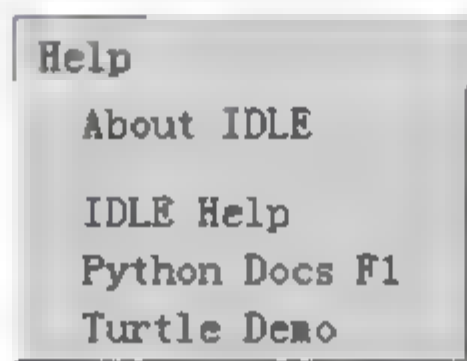 Help
About IDLE
IDLE Help
Python Docs F1
Turtle Demo